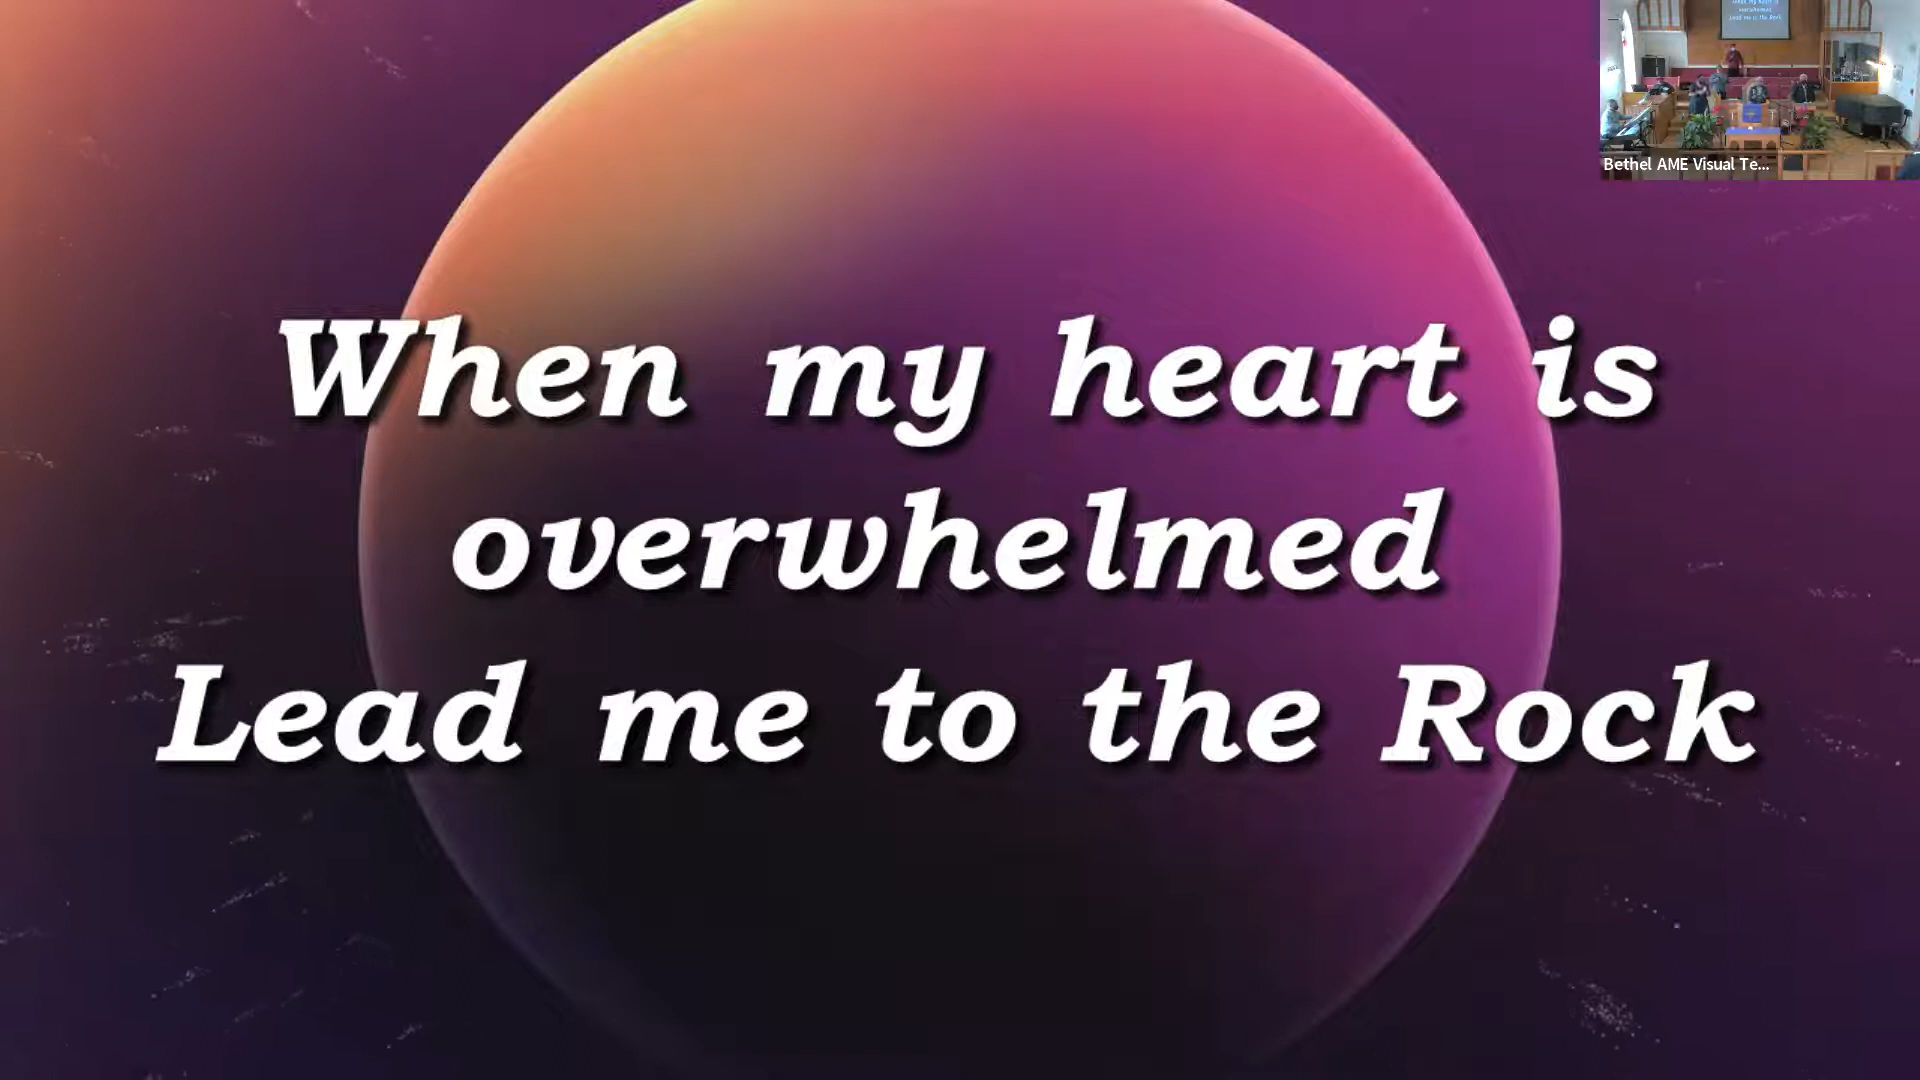 When my heart is
overwhelmed
Lead me to the Rock
Bethel AME Visual Te...